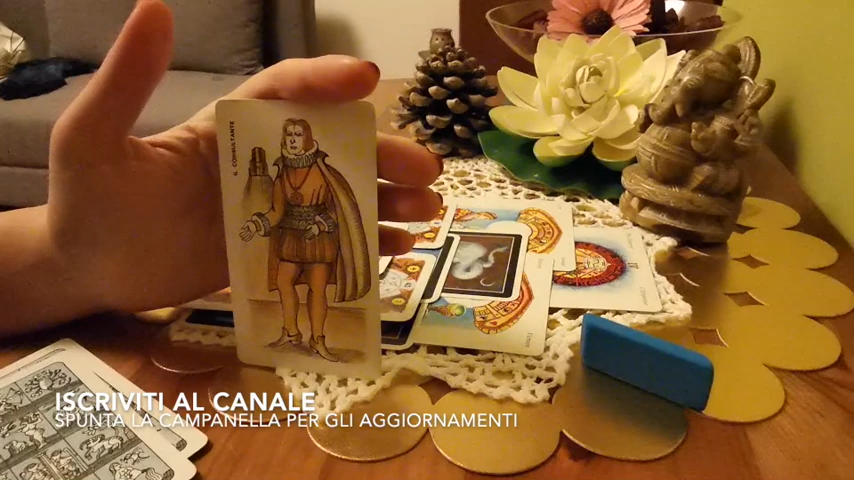 IL CONSULTANTE
ISCRIVITI AL CANALE
SPUNTA LA CAMPANELLA PER GLI AGGIORNAMENTI